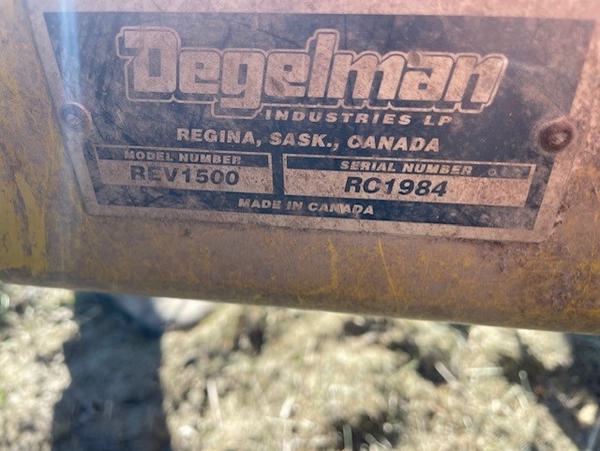 Degelman
INDUSTRIES LP
REGINA, SASK., CANADA
MODEL NUMBER SERIAL NUMBER
REV1500 RC1984
MADE IN CANADA